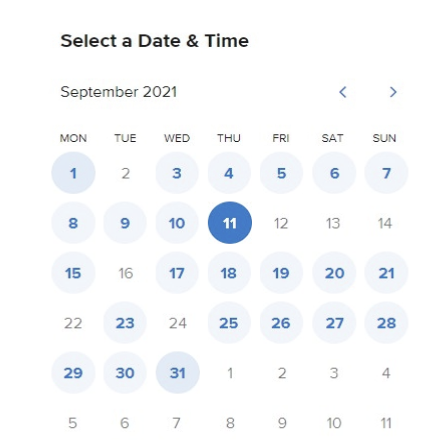 Select a Date & Time
September 2021
MON TUE WED THU FRI SAT SUN
1 2 3 4 5 6 7
8 9 10 11 12 13 14
15 16 17 18 19 20 21
22 23 24 25 26 27 28
29 30 31 1 2 3 4
5 6 7 8 9 10 11